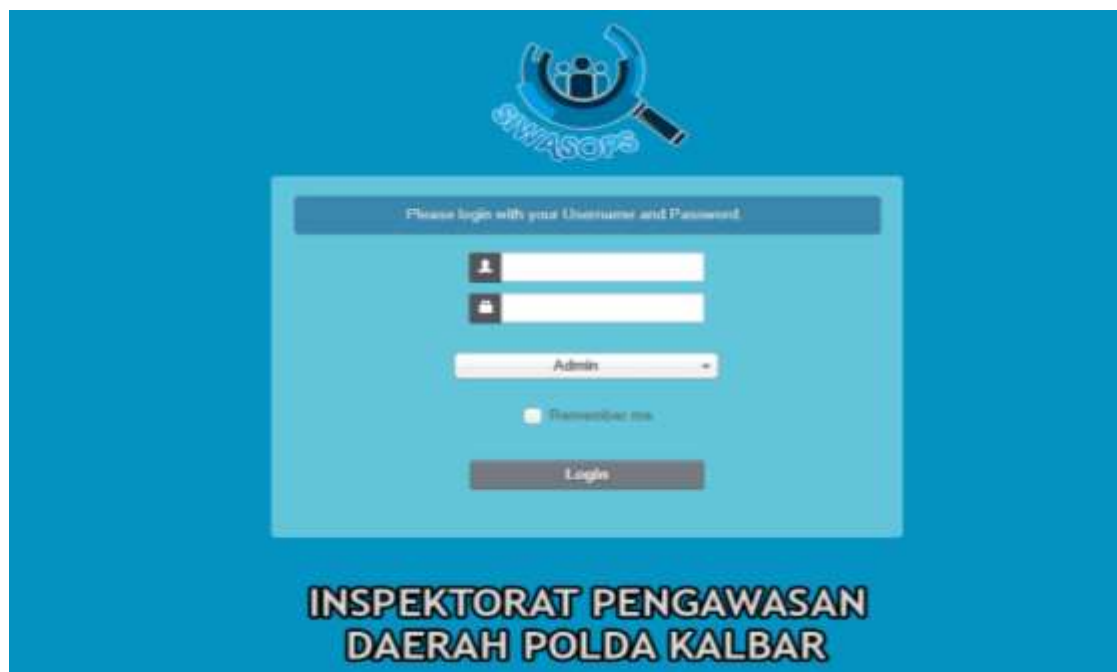 SIWASOPS
Please login with your Username and Password
Admin
Remember me
Login
INSPEKTORAT PENGAWASAN
DAERAH POLDA KALBAR